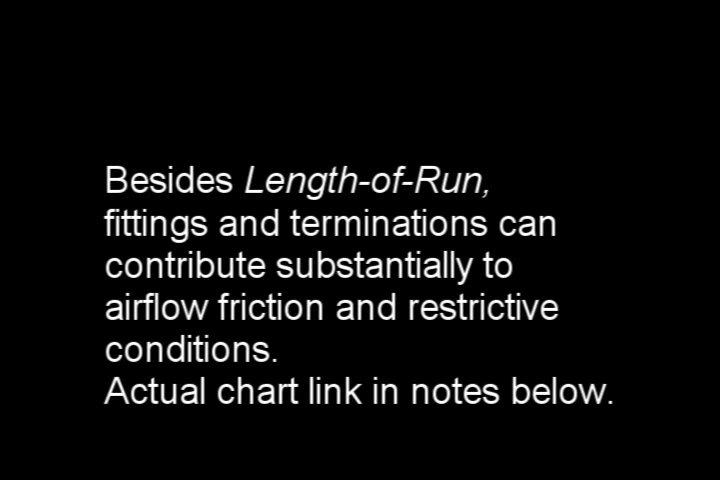 Besides Length-of-Run,
fittings and terminations can
contribute substantially to
airflow friction and restrictive
conditions.
Actual chart link in notes below.